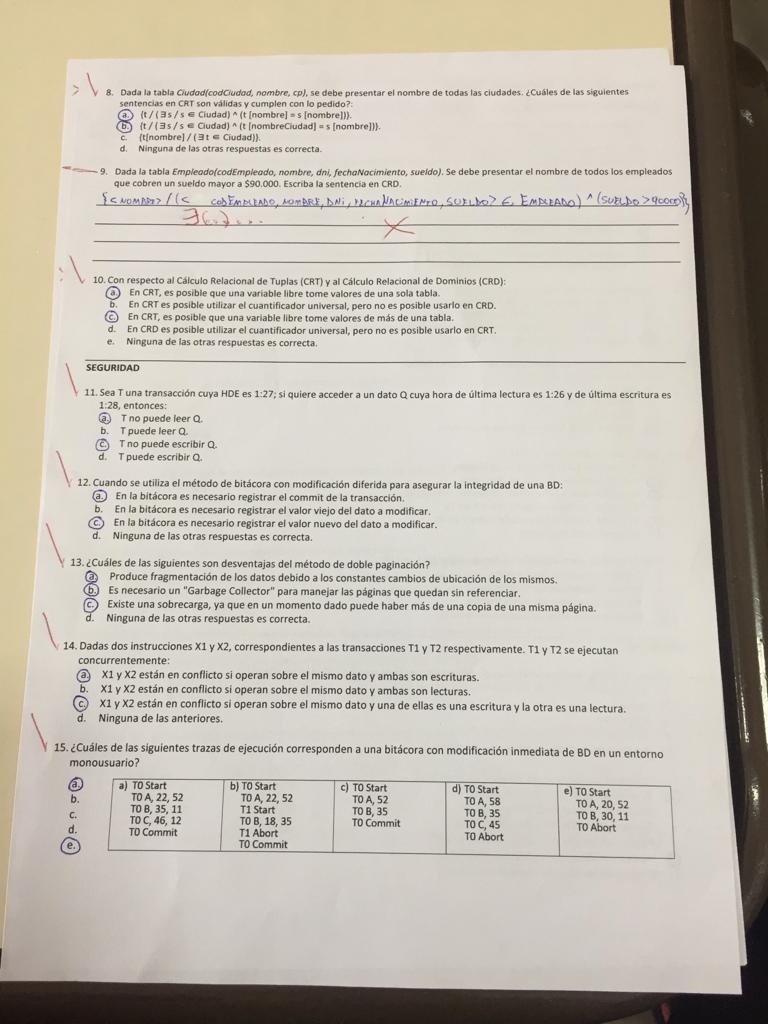 8. Dada la tabla Ciudad(codCiudad, nombre, cp), se debe presentar el nombre de todas las ciudades. ¿Cuáles de las siguientes
sentencias en CRT son válidas y cumplen con lo pedido?:
a. {t / (∃s / s ∈ Ciudad) ^ (t [nombre] = s [nombre])}.
b. {t / (∃s / s ∈ Ciudad) ^ (t [nombreCiudad] = s [nombre])}.
c. {t[nombre] / (∃t ∈ Ciudad)}.
d. Ninguna de las otras respuestas es correcta.
9. Dada la tabla Empleado(codEmpleado, nombre, dni, fechaNacimiento, sueldo). Se debe presentar el nombre de todos los empleados
que cobren un sueldo mayor a $90.000. Escriba la sentencia en CRD.
{<NOMBRE> / (< CODEMPLEADO, NOMBRE, DNI, FECHANACIMIENTO, SUELDO> ∈ EMPLEADO) ^ (SUELDO > 90000)}
10. Con respecto al Cálculo Relacional de Tuplas (CRT) y al Cálculo Relacional de Dominios (CRD):
a. En CRT, es posible que una variable libre tome valores de una sola tabla.
b. En CRT es posible utilizar el cuantificador universal, pero no es posible usarlo en CRD.
c. En CRT, es posible que una variable libre tome valores de más de una tabla.
d. En CRD es posible utilizar el cuantificador universal, pero no es posible usarlo en CRT.
e. Ninguna de las otras respuestas es correcta.
SEGURIDAD
11. Sea T una transacción cuya HDE es 1:27; si quiere acceder a un dato Q cuya hora de última lectura es 1:26 y de última escritura es
1:28, entonces:
a. T no puede leer Q.
b. T puede leer Q.
c. T no puede escribir Q.
d. T puede escribir Q.
12. Cuando se utiliza el método de bitácora con modificación diferida para asegurar la integridad de una BD:
a. En la bitácora es necesario registrar el commit de la transacción.
b. En la bitácora es necesario registrar el valor viejo del dato a modificar.
c. En la bitácora es necesario registrar el valor nuevo del dato a modificar.
d. Ninguna de las otras respuestas es correcta.
13. ¿Cuáles de las siguientes son desventajas del método de doble paginación?
a. Produce fragmentación de los datos debido a los constantes cambios de ubicación de los mismos.
b. Es necesario un "Garbage Collector" para manejar las páginas que quedan sin referenciar.
c. Existe una sobrecarga, ya que en un momento dado puede haber más de una copia de una misma página.
d. Ninguna de las otras respuestas es correcta.
14. Dadas dos instrucciones X1 y X2, correspondientes a las transacciones T1 y T2 respectivamente. T1 y T2 se ejecutan
concurrentemente:
a. X1 y X2 están en conflicto si operan sobre el mismo dato y ambas son escrituras.
b. X1 y X2 están en conflicto si operan sobre el mismo dato y ambas son lecturas.
c. X1 y X2 están en conflicto si operan sobre el mismo dato y una de ellas es una escritura y la otra es una lectura.
d. Ninguna de las anteriores.
15. ¿Cuáles de las siguientes trazas de ejecución corresponden a una bitácora con modificación inmediata de BD en un entorno
monousuario?
a.
b.
c.
d.
e.
a) T0 Start
T0 A, 22, 52
T0 B, 35, 11
T0 C, 46, 12
T0 Commit
b) T0 Start
T0 A, 22, 52
T1 Start
T0 B, 18, 35
T1 Abort
T0 Commit
c) T0 Start
T0 A, 52
T0 B, 35
T0 Commit
d) T0 Start
T0 A, 58
T0 B, 35
T0 C, 45
T0 Abort
e) T0 Start
T0 A, 20, 52
T0 B, 30, 11
T0 Abort